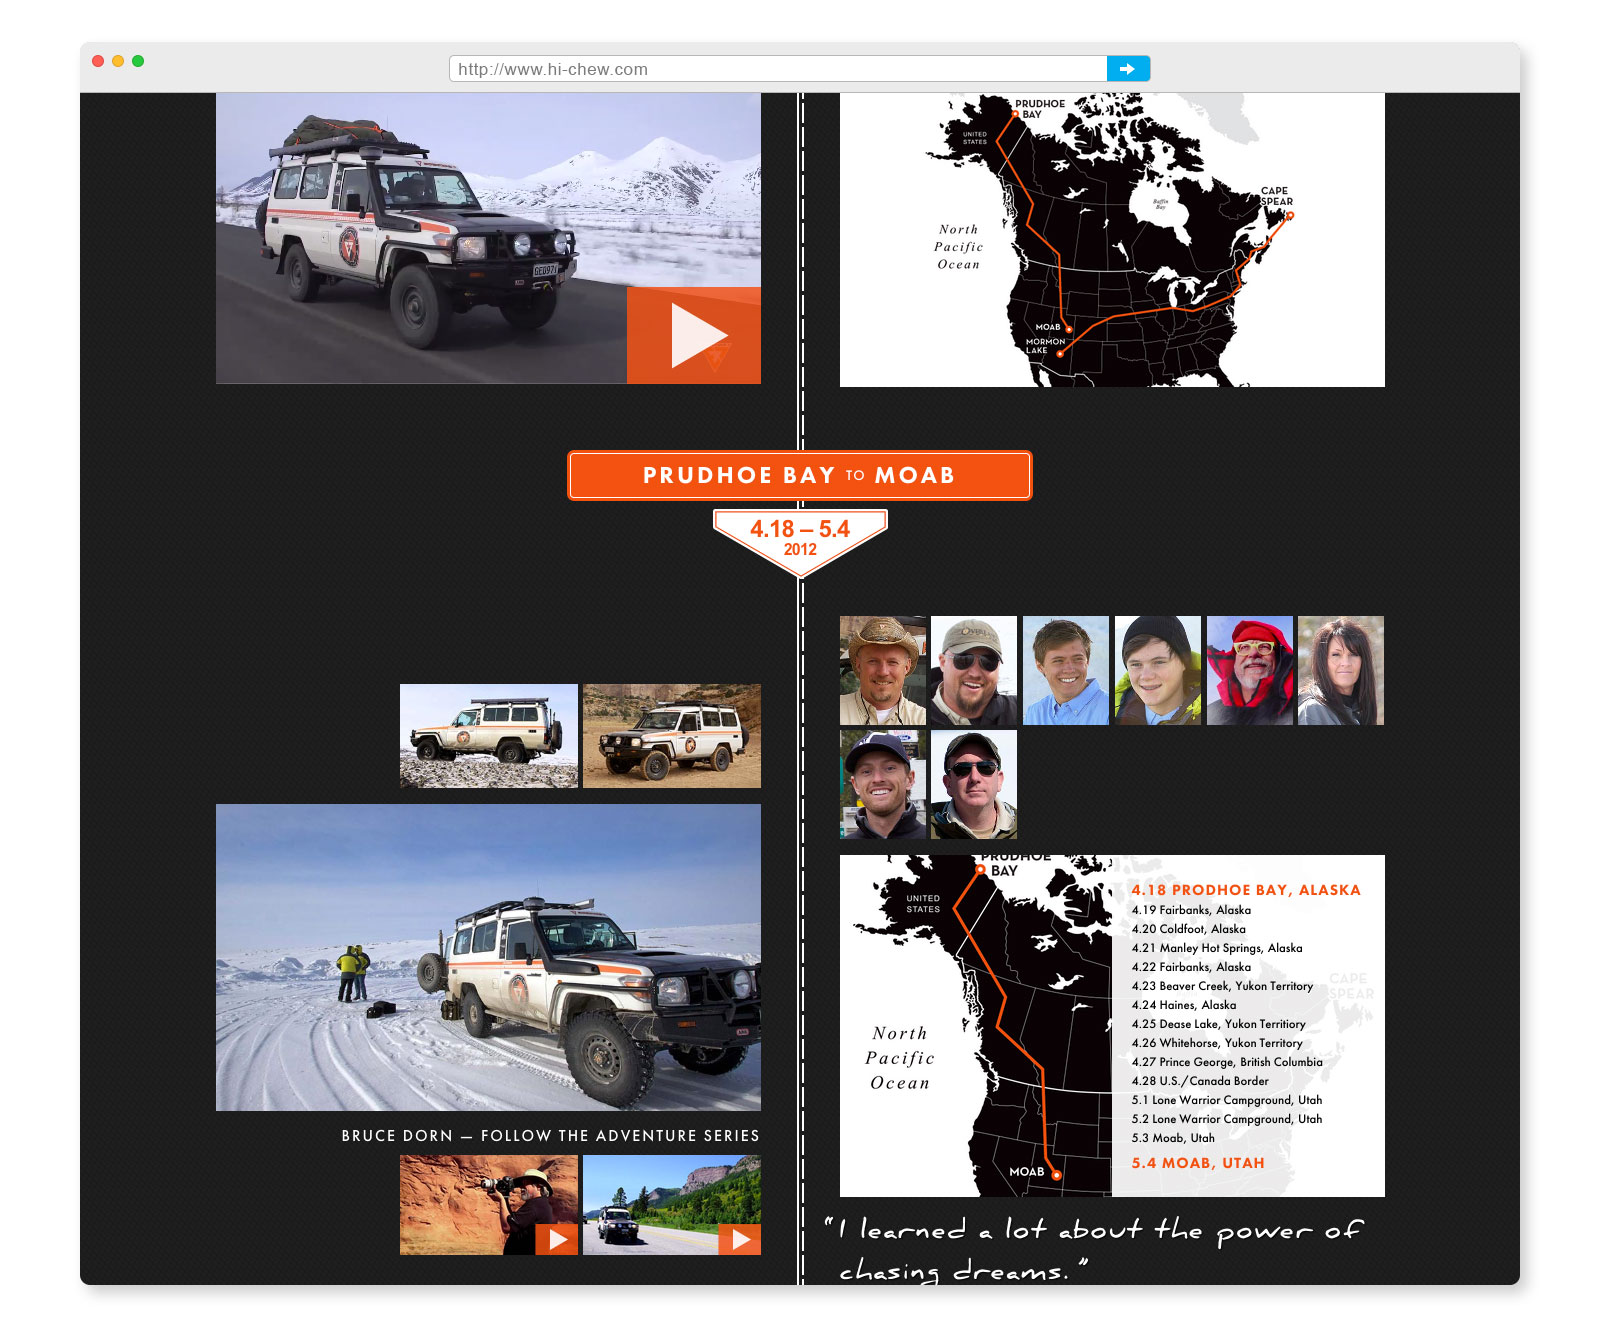 http://www.hi-chew.com
PRUDHOE
BAY
UNITED
STATES
CAPE
SPEAR
Baffin
Bay
North
Pacific
Ocean
MOAB
MORMON
LAKE
PRUDHOE BAY TO MOAB
4.18 – 5.4
2012
PRUDHOE
BAY
UNITED
STATES
North
Pacific
Ocean
MOAB
4.18 PRODHOE BAY, ALASKA
4.19 Fairbanks, Alaska
4.20 Coldfoot, Alaska
4.21 Manley Hot Springs, Alaska
4.22 Fairbanks, Alaska
4.23 Beaver Creek, Yukon Territory
4.24 Haines, Alaska
4.25 Dease Lake, Yukon Territiory
4.26 Whitehorse, Yukon Territory
4.27 Prince George, British Columbia
4.28 U.S./Canada Border
5.1 Lone Warrior Campground, Utah
5.2 Lone Warrior Campground, Utah
5.3 Moab, Utah
5.4 MOAB, UTAH
CAPE
SPEAR
BRUCE DORN — FOLLOW THE ADVENTURE SERIES
"I learned a lot about the power of
chasing dreams."